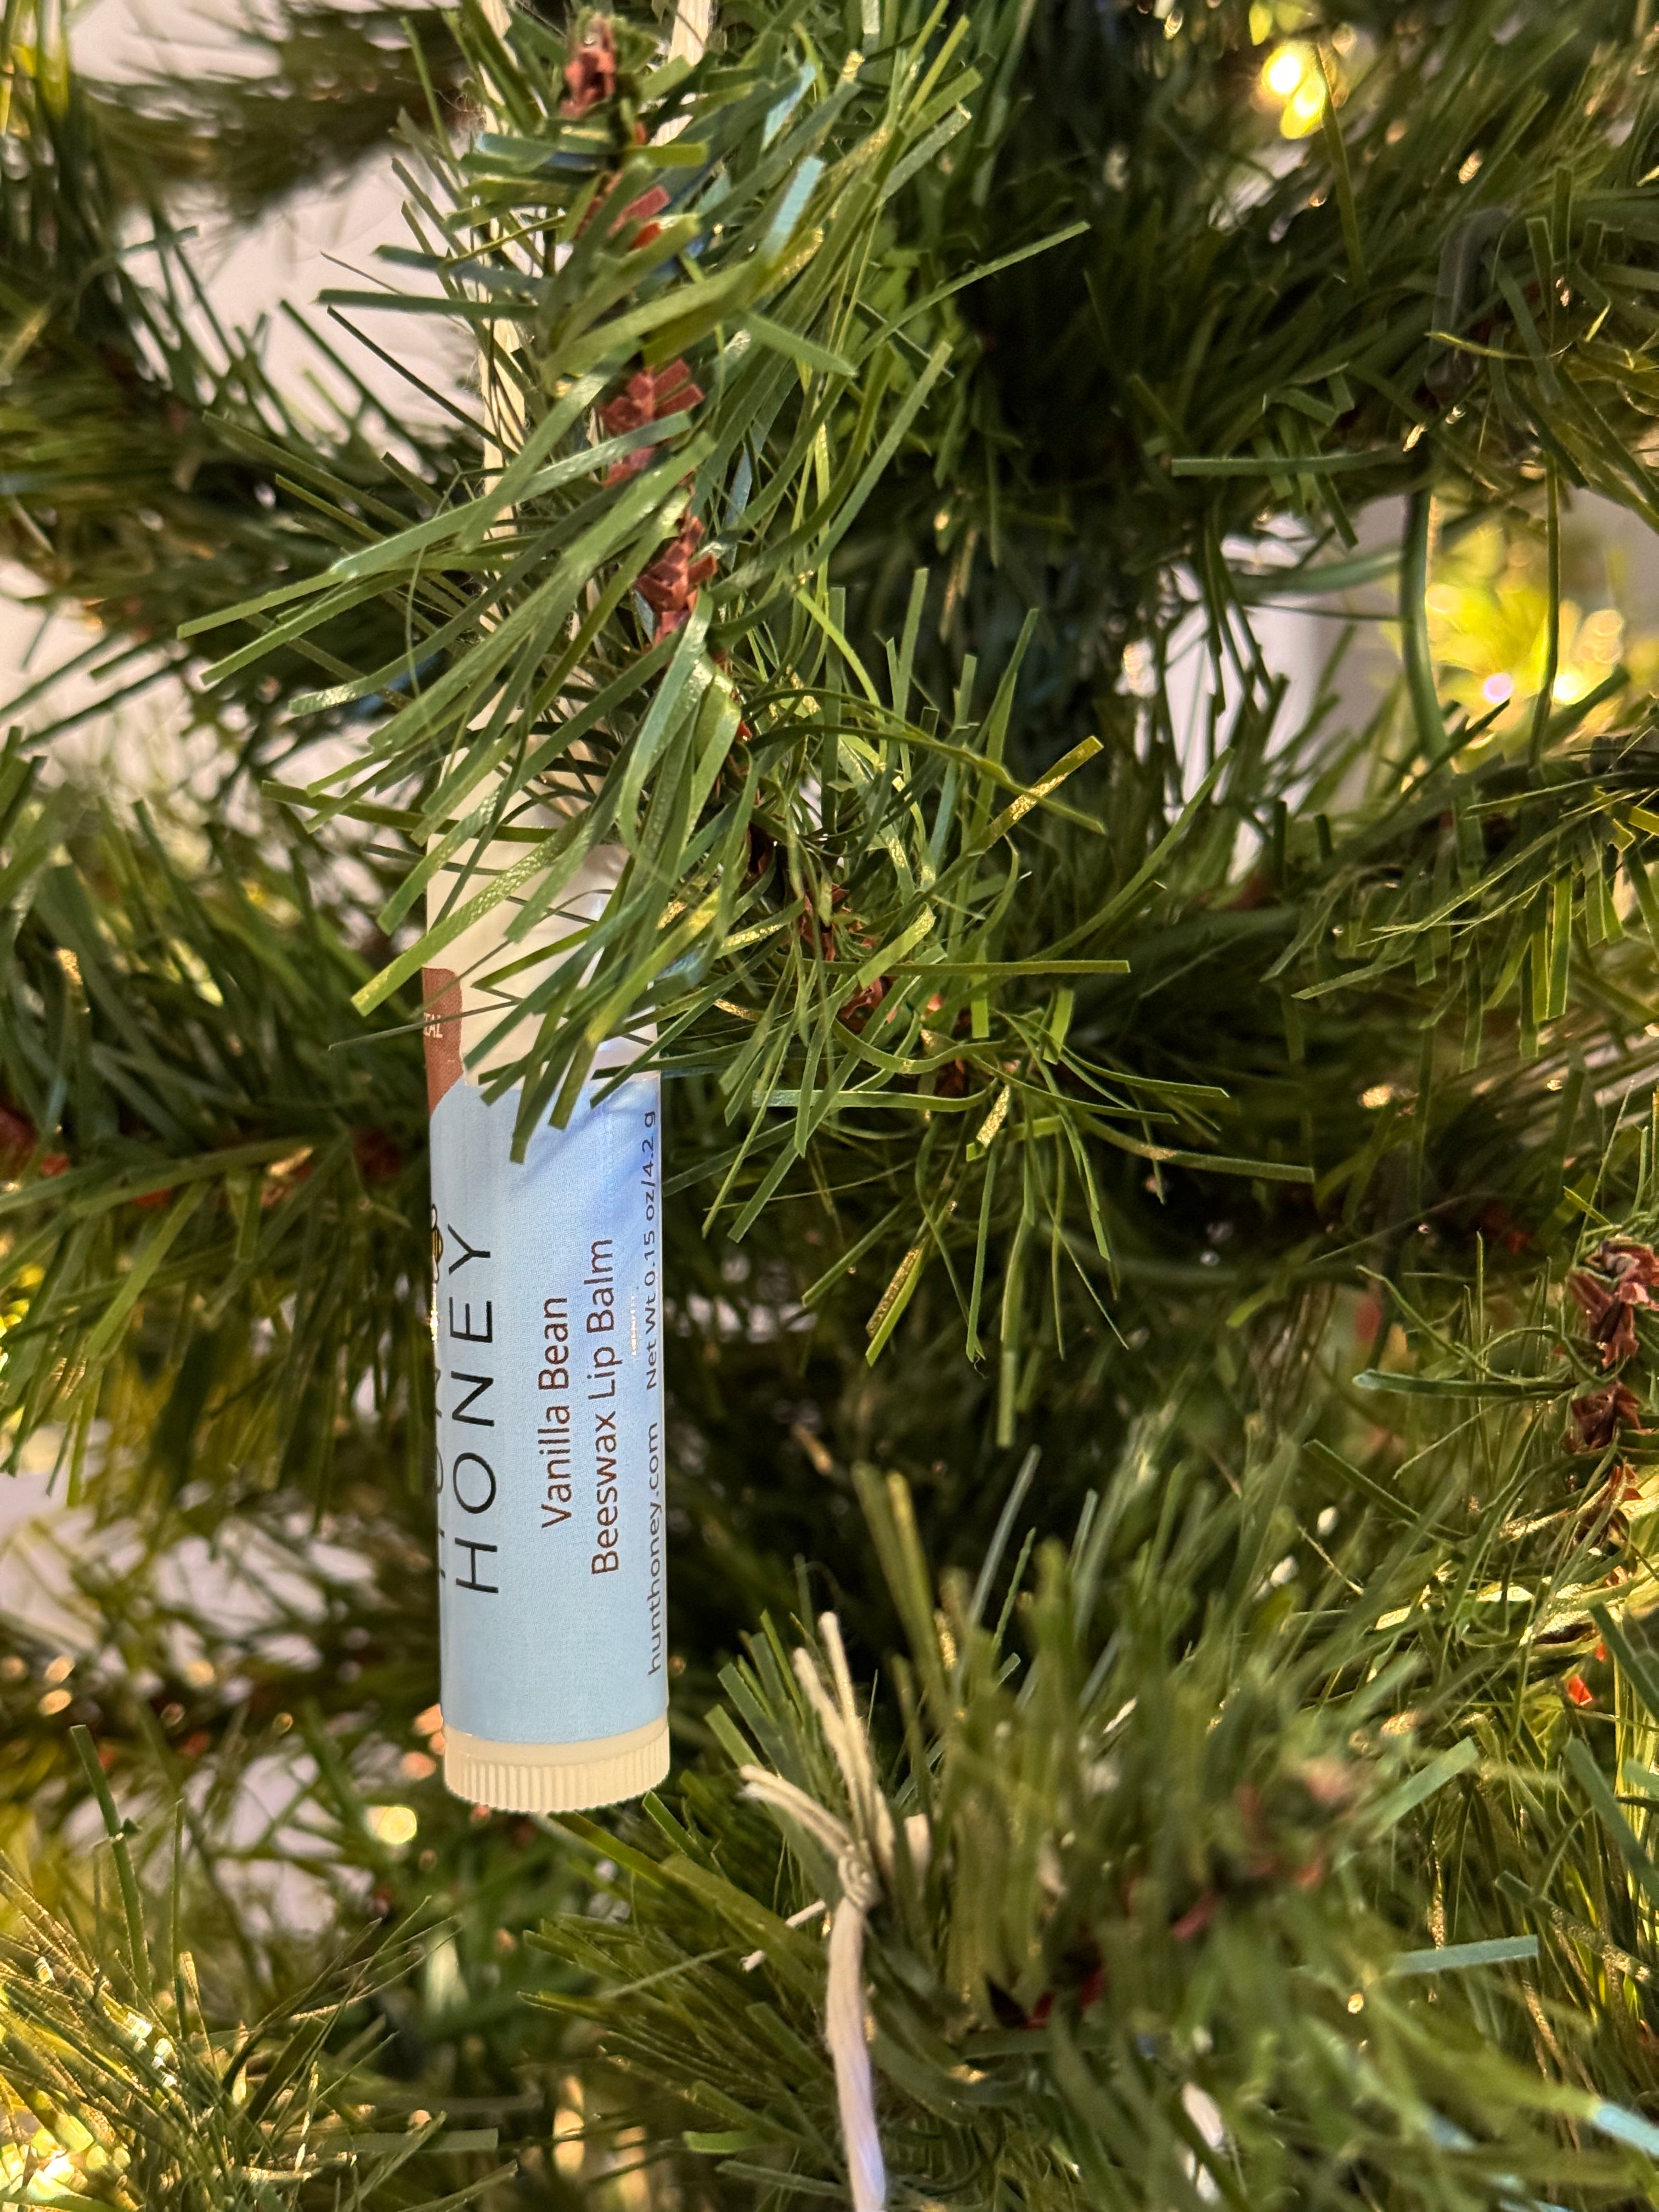 HONEY
Vanilla Bean
Beeswax Lip Balm
hunthoney.com Net Wt 0.15 oz/4.2 g